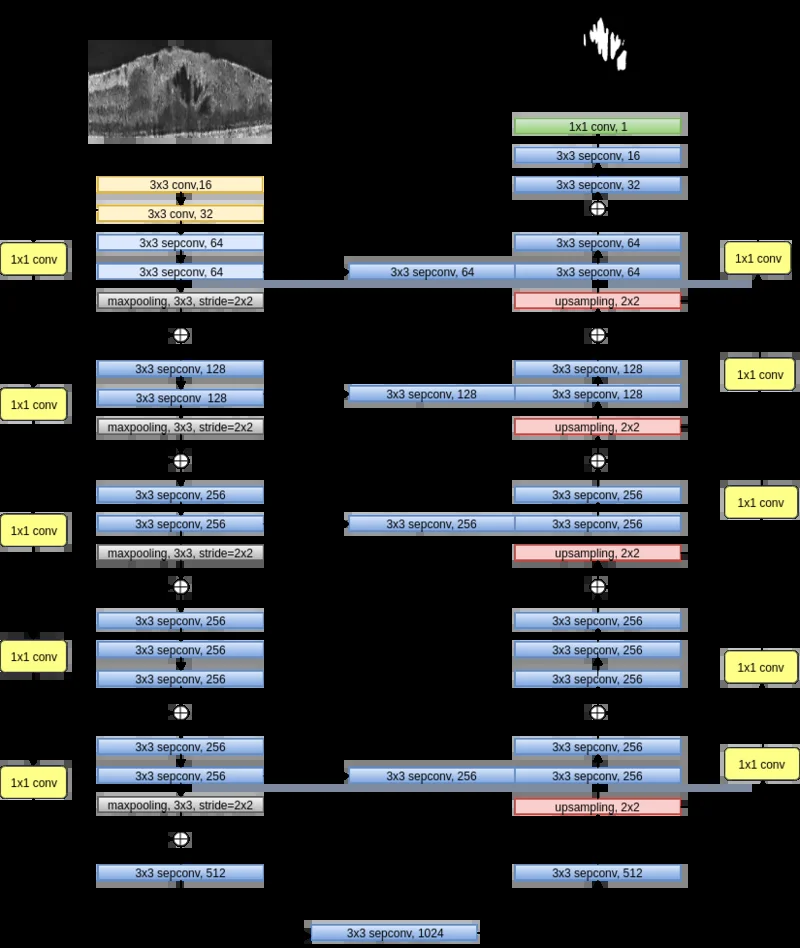 1x1 conv, 1
3x3 sepconv, 16
3x3 conv,16
3x3 sepconv, 32
3x3 conv, 32
1x1 conv
3x3 sepconv, 64
3x3 sepconv, 64
1x1 conv
3x3 sepconv, 64
3x3 sepconv, 64
3x3 sepconv, 64
maxpooling, 3x3, stride=2x2
upsampling, 2x2
3x3 sepconv, 128
3x3 sepconv, 128
1x1 conv
1x1 conv
3x3 sepconv 128
3x3 sepconv, 128
3x3 sepconv, 128
maxpooling, 3x3, stride=2x2
upsampling, 2x2
3x3 sepconv, 256
3x3 sepconv, 256
1x1 conv
1x1 conv
3x3 sepconv, 256
3x3 sepconv, 256
3x3 sepconv, 256
maxpooling, 3x3, stride=2x2
upsampling, 2x2
3x3 sepconv, 256
3x3 sepconv, 256
1x1 conv
3x3 sepconv, 256
3x3 sepconv, 256
1x1 conv
3x3 sepconv, 256
3x3 sepconv, 256
3x3 sepconv, 256
3x3 sepconv, 256
1x1 conv
1x1 conv
3x3 sepconv, 256
3x3 sepconv, 256
3x3 sepconv, 256
maxpooling, 3x3, stride=2x2
upsampling, 2x2
3x3 sepconv, 512
3x3 sepconv, 512
3x3 sepconv, 1024